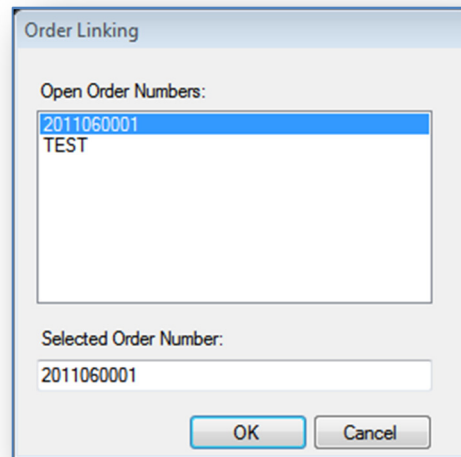 Order Linking
Open Order Numbers:
2011060001
TEST
Selected Order Number:
2011060001
OK Cancel